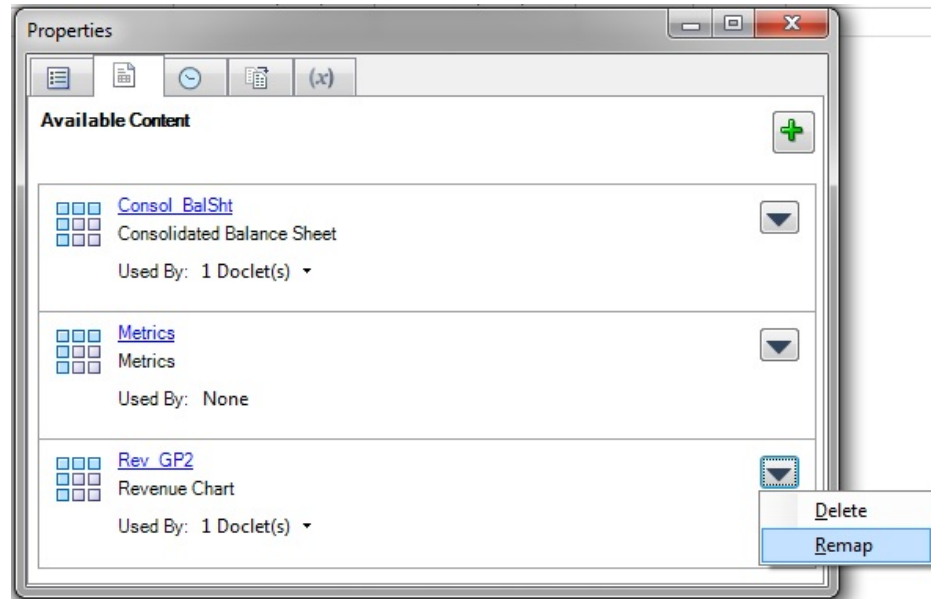 Properties
(x)
Available Content
Consol_BalSht
Consolidated Balance Sheet
Used By: 1 Doclet(s)
Metrics
Metrics
Used By: None
Rev_GP2
Revenue Chart
Used By: 1 Doclet(s)
Delete
Remap